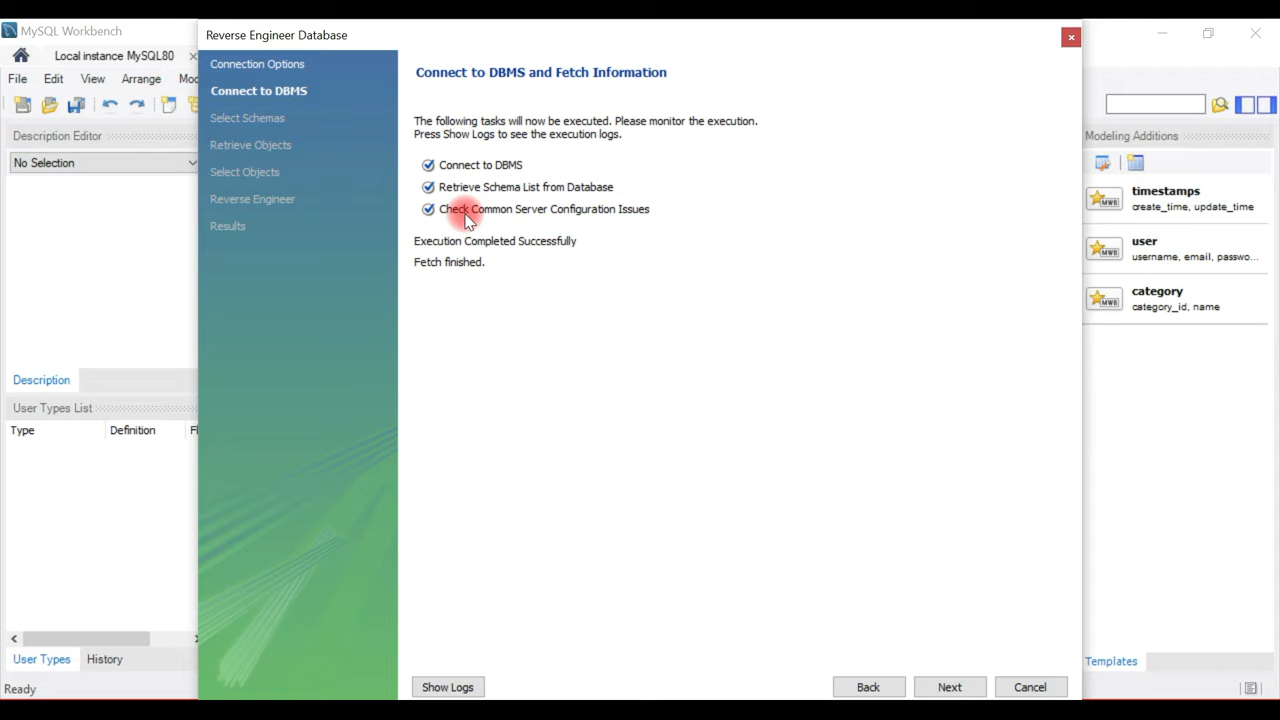 MySQL Workbench
Local instance MySQL80
File Edit View Arrange
Description Editor
No Selection
Description
User Types List
Type Definition
User Types History
Ready
Reverse Engineer Database
Connection Options
Connect to DBMS
Select Schemas
Retrieve Objects
Select Objects
Reverse Engineer
Results
Connect to DBMS and Fetch Information
The following tasks will now be executed. Please monitor the execution.
Press Show Logs to see the execution logs.
Connect to DBMS
Retrieve Schema List from Database
Check Common Server Configuration Issues
Execution Completed Successfully
Fetch finished.
Show Logs Back Next Cancel
Modeling Additions
timestamps
create_time, update_time
user
username, email, passwo...
category
category_id, name
Templates